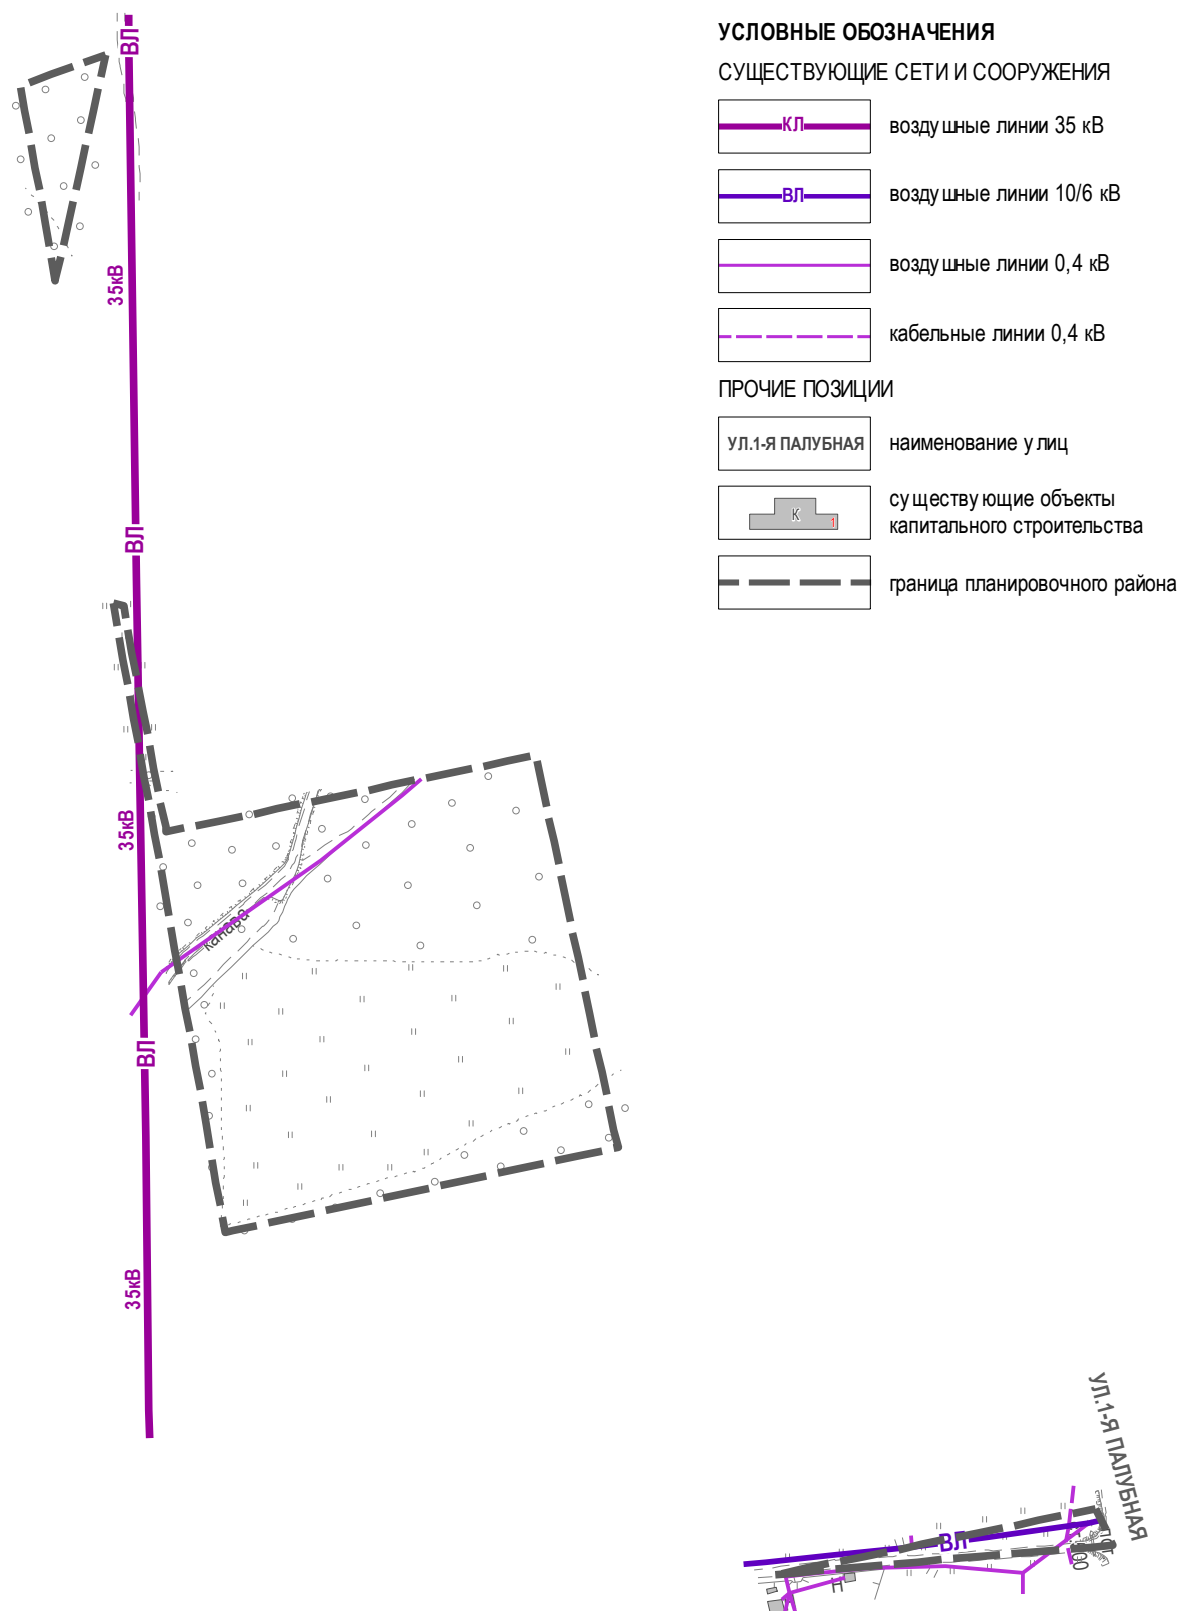 УСЛОВНЫЕ ОБОЗНАЧЕНИЯ
СУЩЕСТВУЮЩИЕ СЕТИ И СООРУЖЕНИЯ
КЛ воздушные линии 35 кВ
ВЛ воздушные линии 10/6 кВ
воздушные линии 0,4 кВ
кабельные линии 0,4 кВ
ПРОЧИЕ ПОЗИЦИИ
УЛ.1-Я ПАЛУБНАЯ наименование улиц
К 1 существующие объекты
капитального строительства
граница планировочного района
ВЛ
35кВ
ВЛ
35кВ
канава
ВЛ
35кВ
УЛ.1-Я ПАЛУБНАЯ
ВЛ
Н